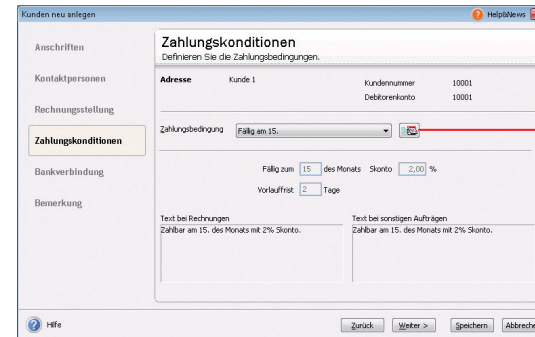 Kunden neu anlegen
Help&News
Anschriften
Kontaktpersonen
Rechnungsstellung
Zahlungskonditionen
Bankverbindung
Bemerkung
Zahlungskonditionen
Definieren Sie die Zahlungsbedingungen.
Adresse Kunde 1 Kundennummer 10001
Debitorenkonto 10001
Zahlungsbedingung Fällig am 15.
Fällig zum 15 des Monats Skonto 2,00 %
Vorlauffrist 2 Tage
Text bei Rechnungen
Zahlbar am 15. des Monats mit 2% Skonto.
Text bei sonstigen Aufträgen
Zahlbar am 15. des Monats mit 2% Skonto.
Hilfe
Zurück Weiter > Speichern Abbreche